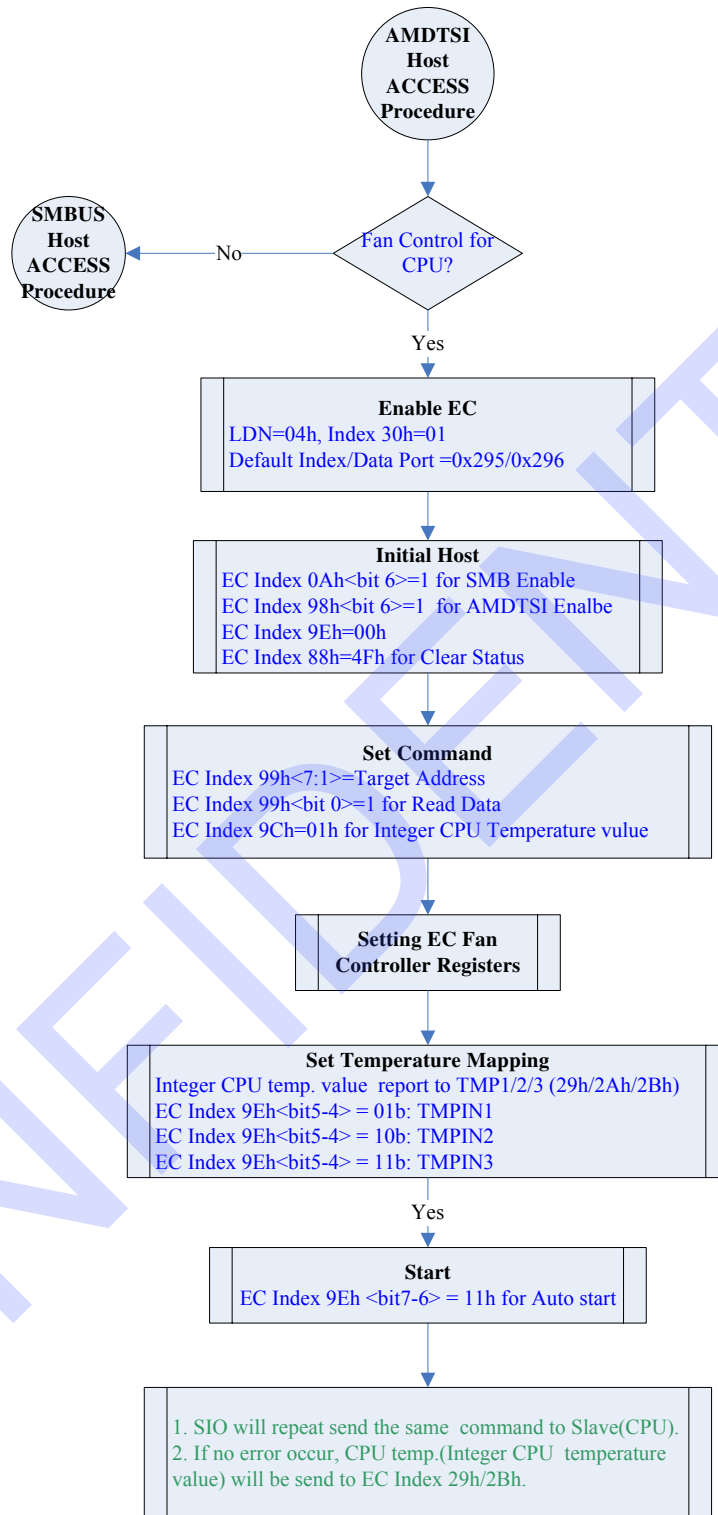 AMDTSI
Host
ACCESS
Procedure
Fan Control for
CPU?
No
SMBUS
Host
ACCESS
Procedure
Yes
Enable EC
LDN=04h, Index 30h=01
Default Index/Data Port =0x295/0x296
Initial Host
EC Index 0Ah<bit 6>=1 for SMB Enable
EC Index 98h<bit 6>=1  for AMDTSI Enalbe
EC Index 9Eh=00h
EC Index 88h=4Fh for Clear Status
Set Command
EC Index 99h<7:1>=Target Address
EC Index 99h<bit 0>=1 for Read Data
EC Index 9Ch=01h for Integer CPU Temperature vulue
Setting EC Fan
Controller Registers
Set Temperature Mapping
Integer CPU temp. value  report to TMP1/2/3 (29h/2Ah/2Bh)
EC Index 9Eh<bit5-4> = 01b: TMPIN1
EC Index 9Eh<bit5-4> = 10b: TMPIN2
EC Index 9Eh<bit5-4> = 11b: TMPIN3
Yes
Start
EC Index 9Eh <bit7-6> = 11h for Auto start
1. SIO will repeat send the same  command to Slave(CPU).
2. If no error occur, CPU temp.(Integer CPU  temperature
value) will be send to EC Index 29h/2Bh.
NFIDENT